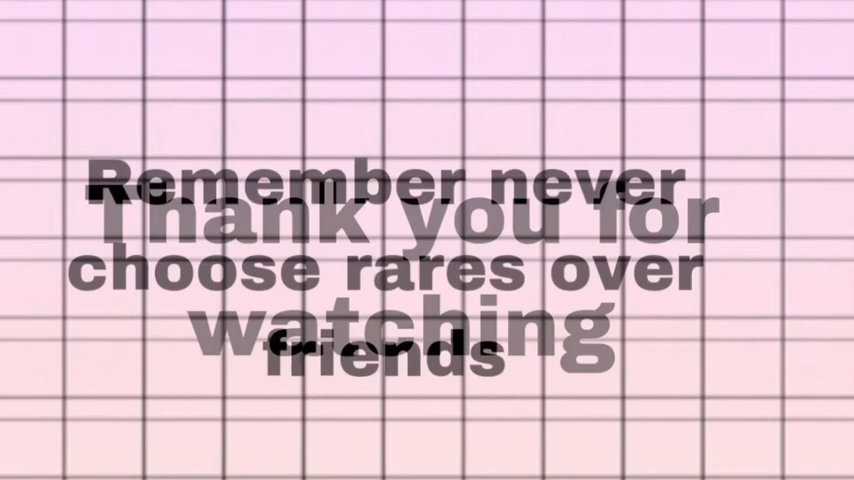 Remember never
Thank you for
choose rares over
watching
friends